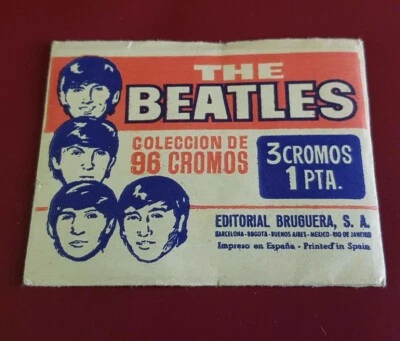 THE
BEATLES
COLECCION DE
96 CROMOS
3 CROMOS
1 PTA.
EDITORIAL BRUGUERA, S. A.
BARCELONA - BOGOTA - BUENOS AIRES - MEXICO - RIO DE JANEIRO
Impreso en España - Printed in Spain